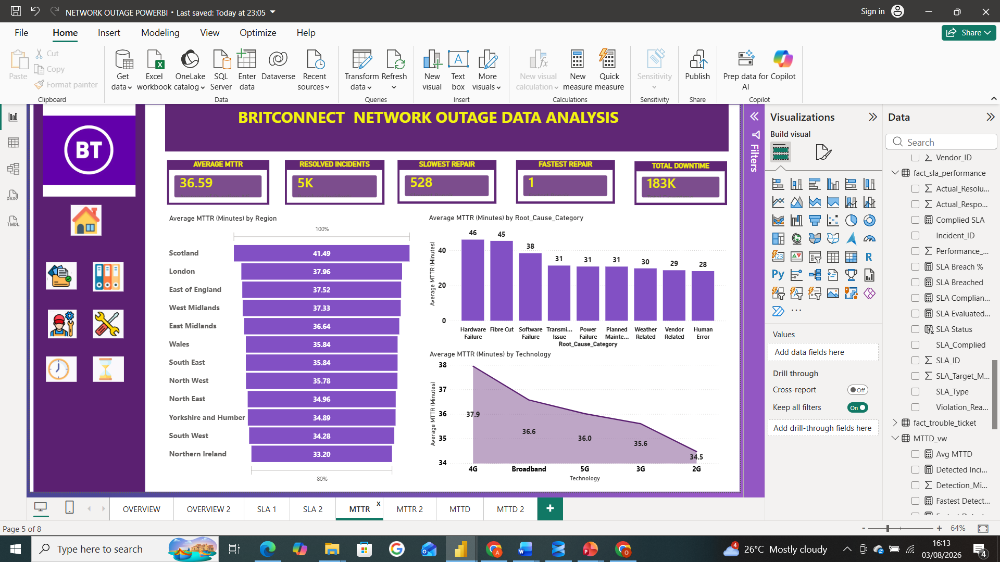 NETWORK OUTAGE POWERBI • Last saved: Today at 23:05
Sign in
File
Home
Insert
Modeling
View
Optimize
Help
Share
Paste
Cut
Copy
Format painter
Clipboard
Get data
Excel workbook
OneLake catalog
SQL Server
Enter data
Dataverse
Recent sources
Data
Transform data
Refresh
Queries
New visual
Text box
More visuals
Insert
New visual calculation
New measure
Quick measure
Calculations
Sensitivity
Sensitivity
Publish
Share
Prep data for AI
Copilot
Copilot
BT
BRITCONNECT NETWORK OUTAGE DATA ANALYSIS
AVERAGE MTTR
36.59
RESOLVED INCIDENTS
5K
SLOWEST REPAIR
528
FASTEST REPAIR
1
TOTAL DOWNTIME
183K
Average MTTR (Minutes) by Region
100%
Scotland 41.49
London 37.96
East of England 37.52
West Midlands 37.33
East Midlands 36.64
Wales 35.84
South East 35.84
North West 35.78
North East 34.96
Yorkshire and Humber 34.89
South West 34.28
Northern Ireland 33.20
80%
Average MTTR (Minutes) by Root_Cause_Category
Average MTTR (Minutes)
40
20
0
46
45
38
31
31
31
30
29
28
Hardware Failure
Fibre Cut
Software Failure
Transmi... Issue
Power Failure
Planned Mainte...
Weather Related
Vendor Related
Human Error
Root_Cause_Category
Average MTTR (Minutes) by Technology
Average MTTR (Minutes)
38
37
36
35
34
37.9
36.6
36.0
35.6
34.5
4G
Broadband
5G
3G
2G
Technology
Filters
Visualizations
Build visual
Values
Add data fields here
Drill through
Cross-report
Off
Keep all filters
On
Add drill-through fields here
Data
Search
Vendor_ID
fact_sla_performance
Actual_Resolu...
Actual_Respo...
Complied SLA
Incident_ID
Performance_...
SLA Breach %
SLA Breached
SLA Complian...
SLA Evaluated...
SLA Status
SLA_Complied
SLA_ID
SLA_Target_M...
SLA_Type
Violation_Rea...
fact_trouble_ticket
MTTD_vw
Avg MTTD
Detected Inci...
Detection_Mi...
Fastest Detect...
OVERVIEW
OVERVIEW 2
SLA 1
SLA 2
MTTR
x
MTTR 2
MTTD
MTTD 2
+
Page 5 of 8
64%
Type here to search
4
26°C Mostly cloudy
16:13
03/08/2026
4